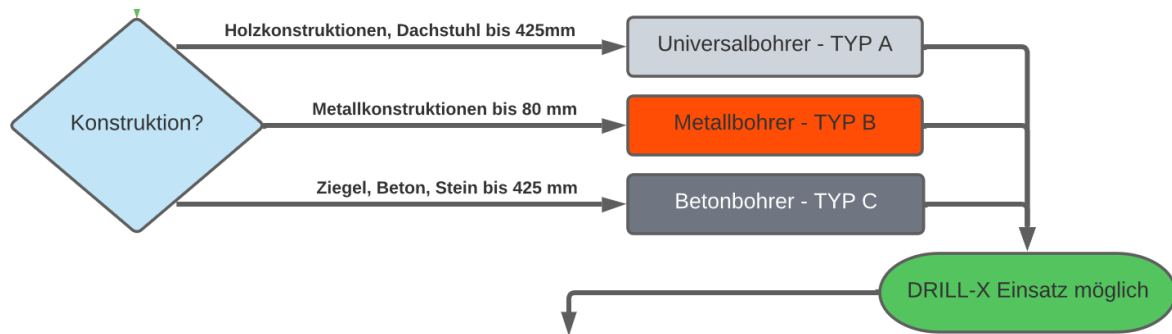 Holzkonstruktionen, Dachstuhl bis 425mm
Universalbohrer - TYP A
Konstruktion?
Metallkonstruktionen bis 80 mm
Metallbohrer - TYP B
Ziegel, Beton, Stein bis 425 mm
Betonbohrer - TYP C
DRILL-X Einsatz möglich